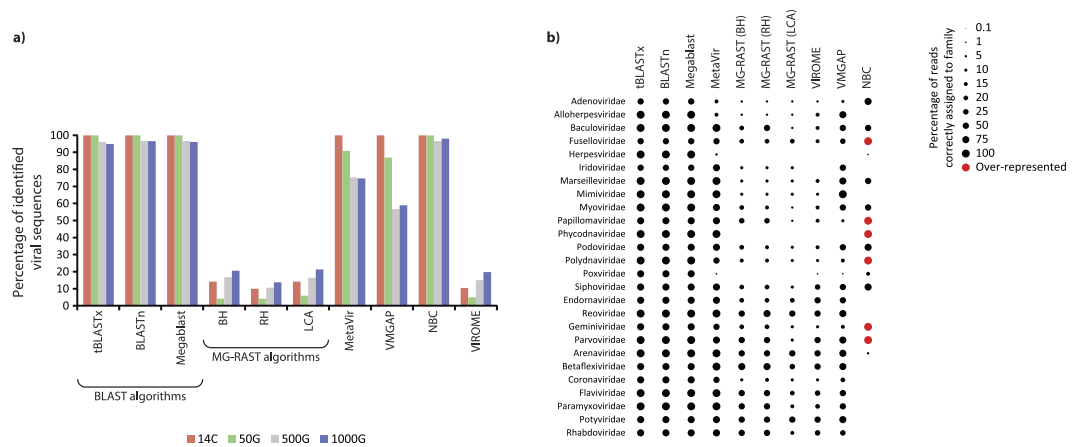 a)
Percentage of identified
viral sequences
100
90
80
70
60
50
40
30
20
10
0
tBLASTx
BLASTn
Megablast
BH
RH
LCA
MetaVir
VMGAP
NBC
VIROME
MG-RAST algorithms
BLAST algorithms
14C
50G
500G
1000G
b)
tBLASTx
BLASTn
Megablast
MetaVir
MG-RAST (BH)
MG-RAST (RH)
MG-RAST (LCA)
VIROME
VMGAP
NBC
Adenoviridae
Alloherpesviridae
Baculoviridae
Fuselloviridae
Herpesviridae
Iridoviridae
Marseilleviridae
Mimiviridae
Myoviridae
Papillomaviridae
Phycodnaviridae
Podoviridae
Polydnaviridae
Poxviridae
Siphoviridae
Endornaviridae
Reoviridae
Geminiviridae
Parvoviridae
Arenaviridae
Betaflexiviridae
Coronaviridae
Flaviviridae
Paramyxoviridae
Potyviridae
Rhabdoviridae
Percentage of reads
correctly assigned to family
0.1
1
5
10
15
20
25
50
75
100
Over-represented